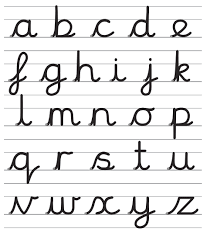 a b c d e
f g h i j k
l m n o p
q r s t u
v w x y z